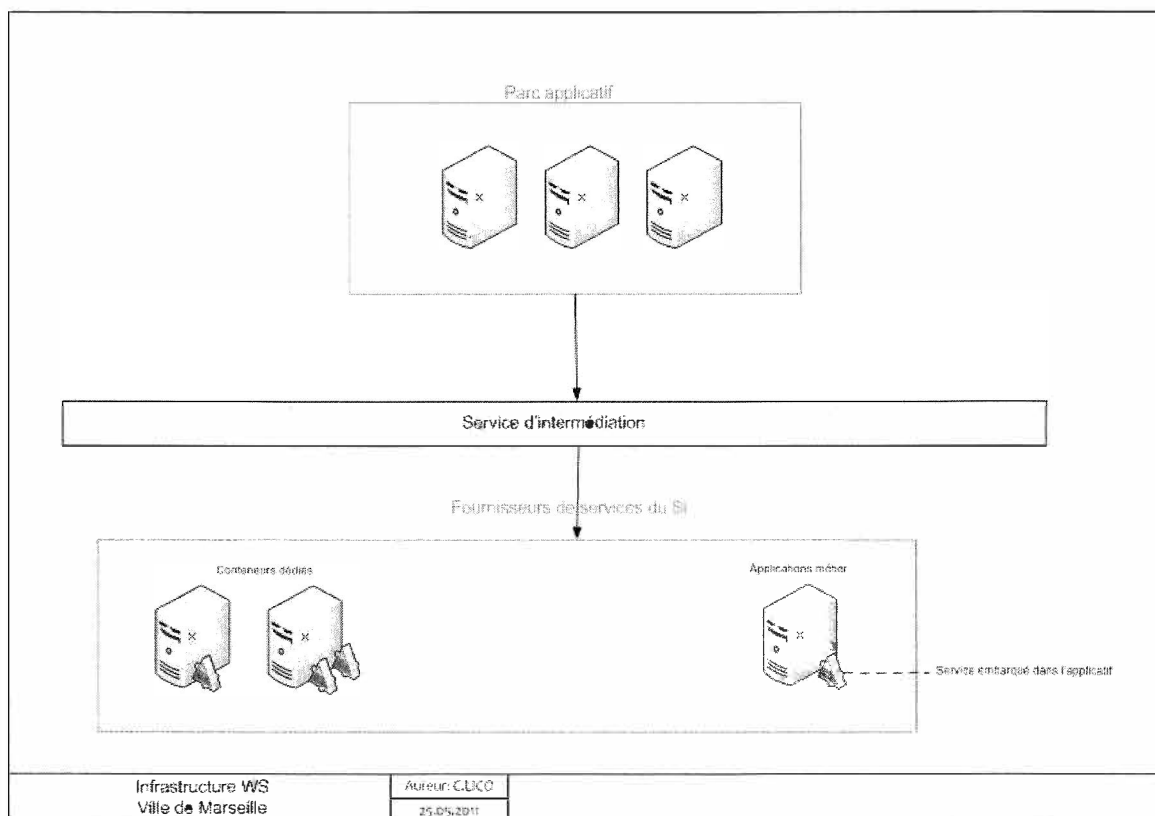 Parc applicatif
Service d'intermédiation
Fournisseurs de services du SI
Conteneurs dédiés
Applications métier
Service embarqué dans l'applicatif
Infrastructure WS
Ville de Marseille
Auteur: C.LICO
25.05.2011